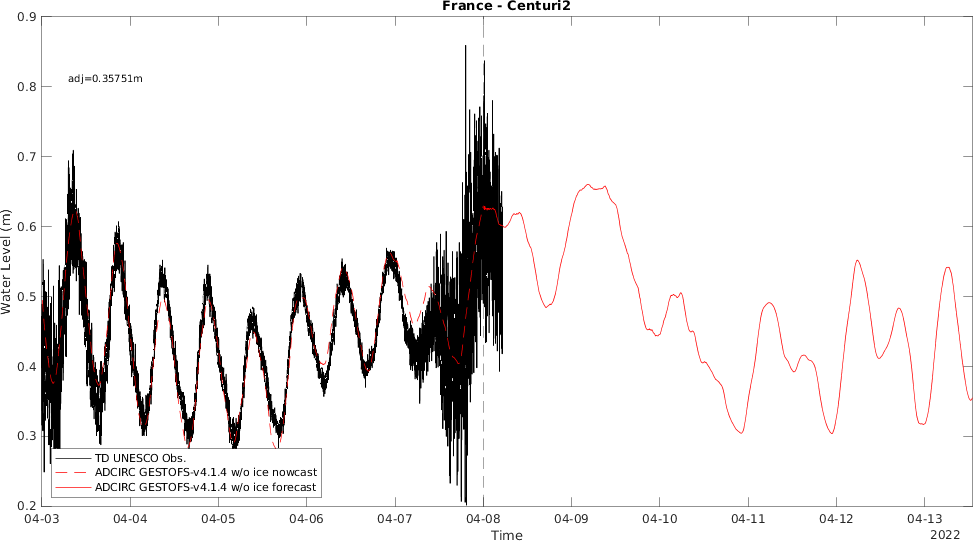 France - Centuri2
adj=0.35751m
Water Level (m)
0.9
0.8
0.7
0.6
0.5
0.4
0.3
0.2
TD UNESCO Obs.
ADCIRC GESTOFS-v4.1.4 w/o ice nowcast
ADCIRC GESTOFS-v4.1.4 w/o ice forecast
04-03 04-04 04-05 04-06 04-07 04-08 04-09 04-10 04-11 04-12 04-13
Time
2022